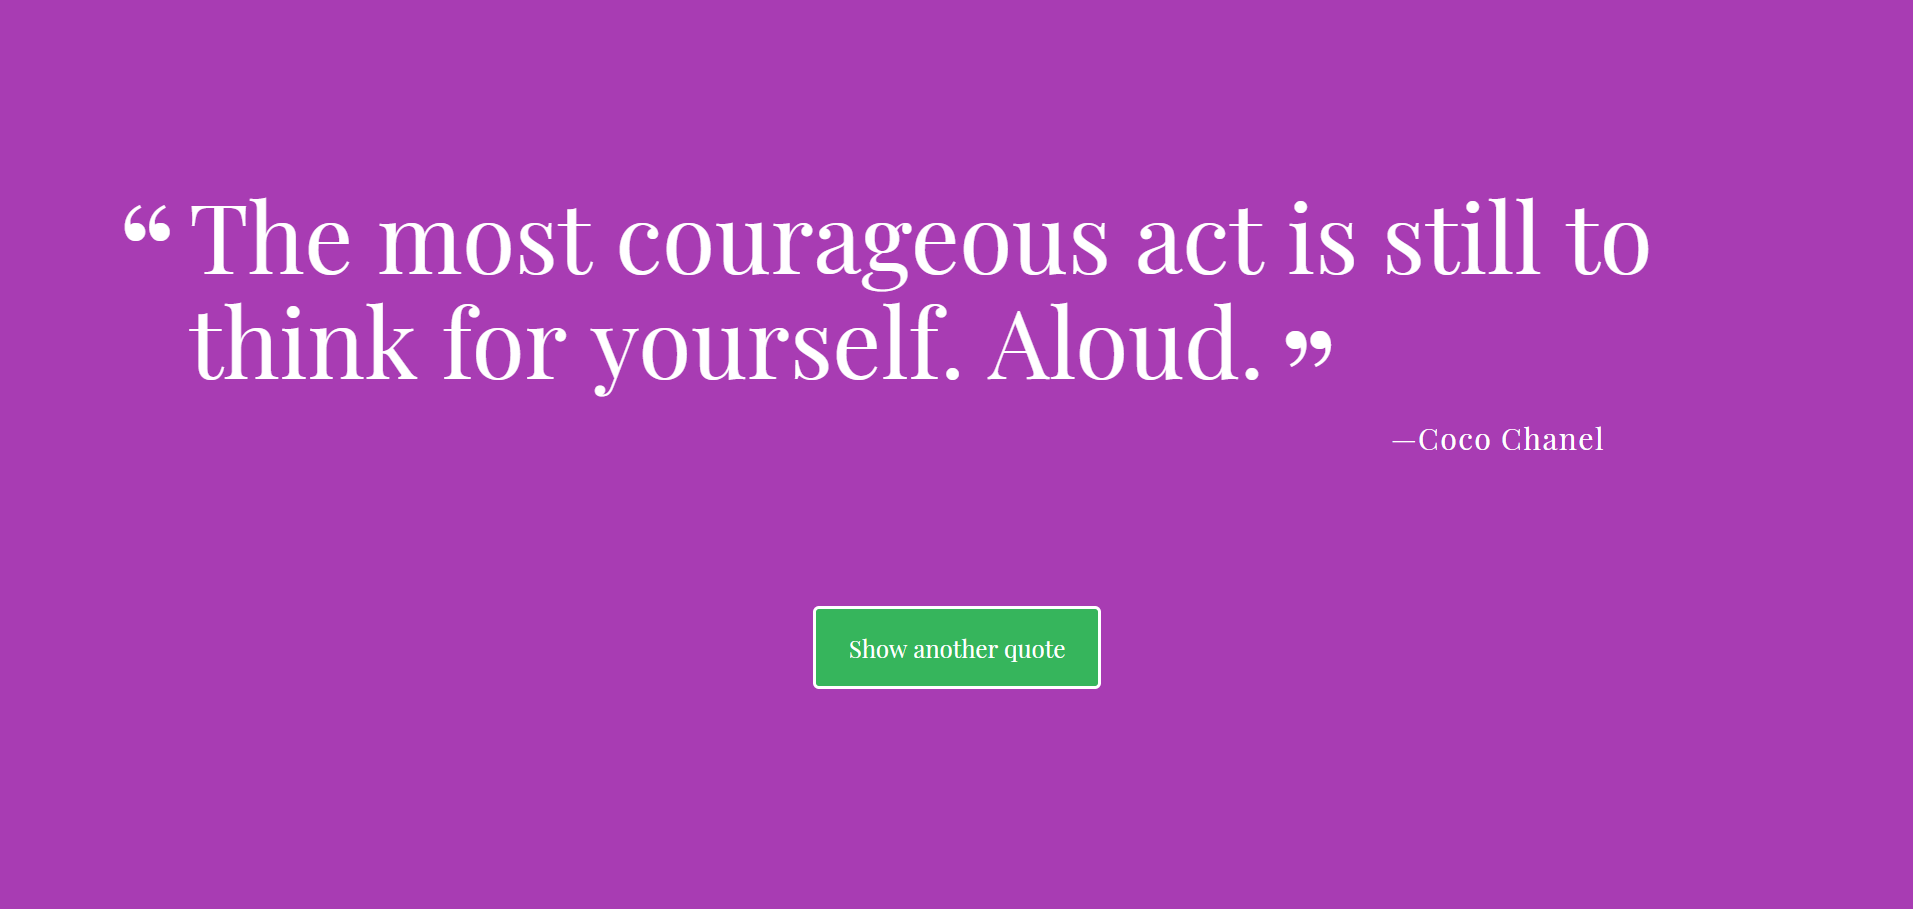 “ The most courageous act is still to
think for yourself. Aloud. ”
—Coco Chanel
Show another quote